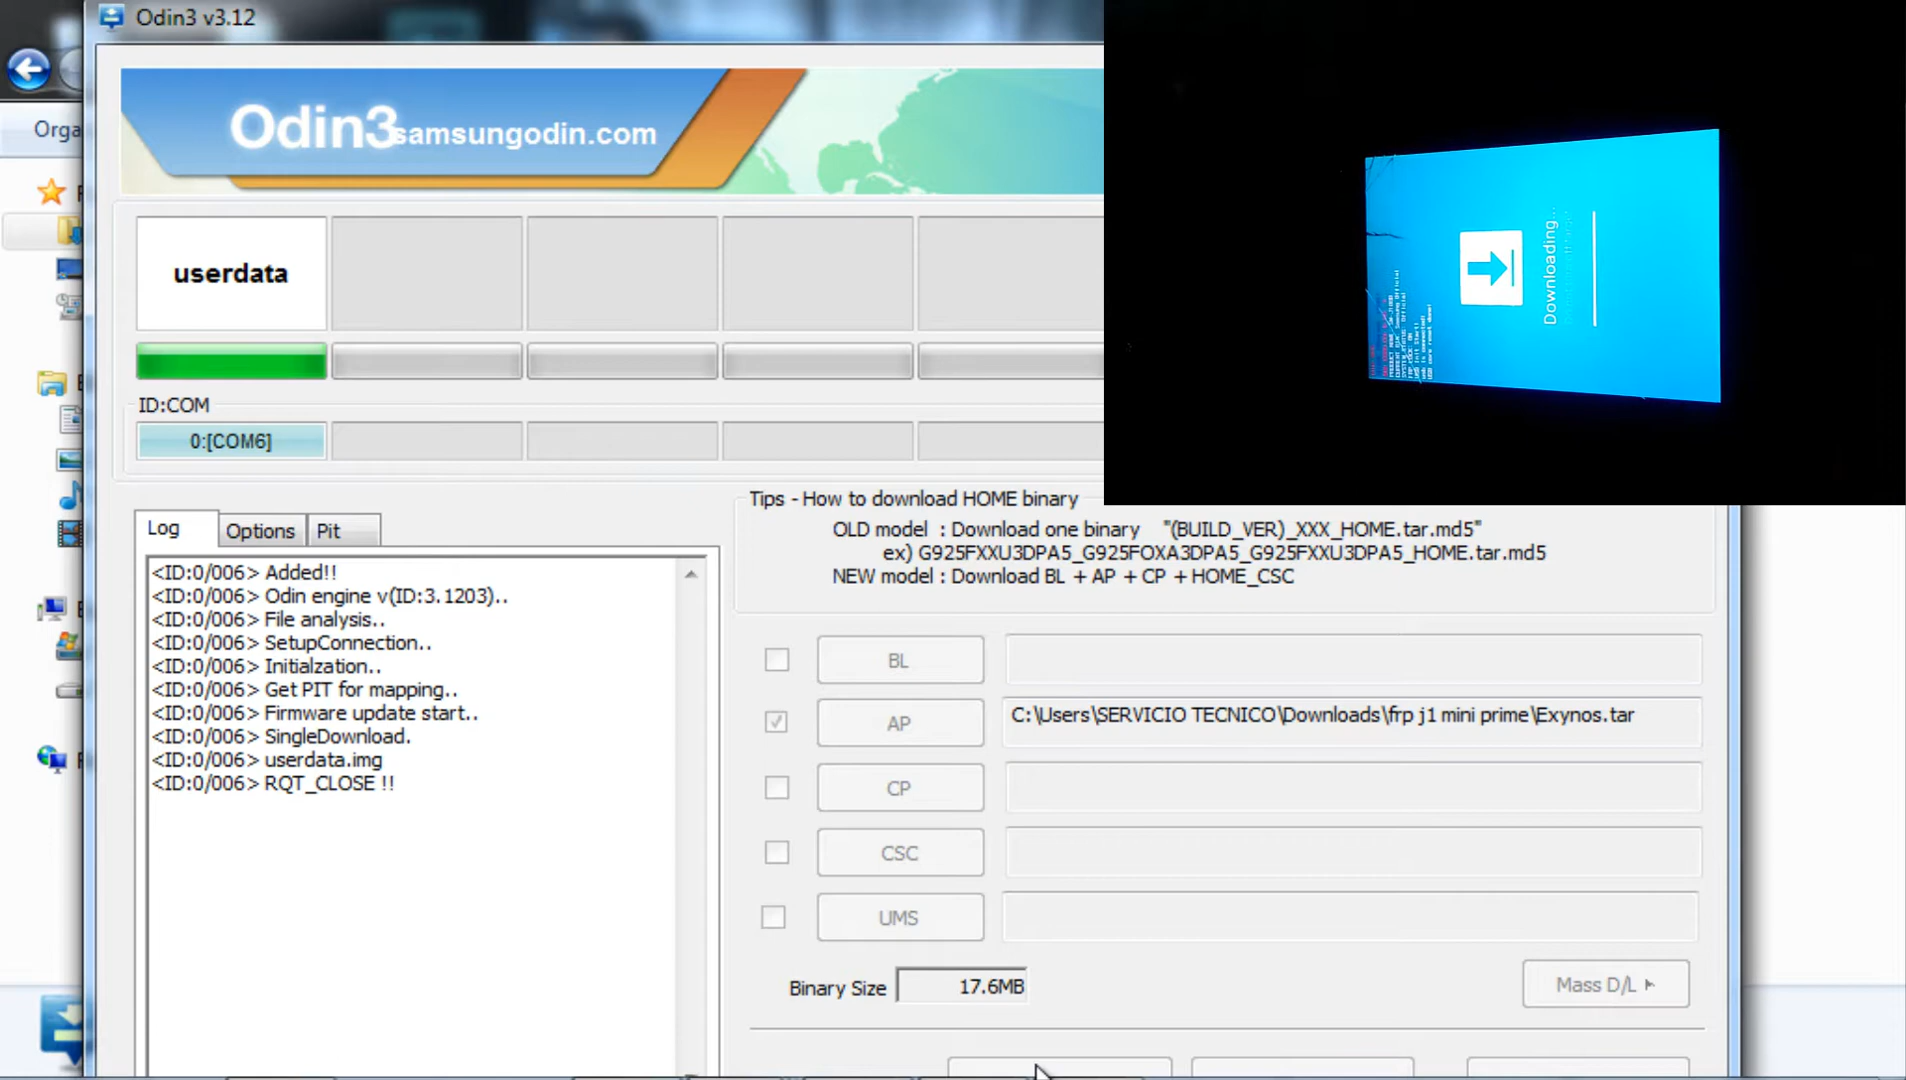 Odin3 v3.12
Orga
Odin3
samsungodin.com
userdata
ID:COM
0:[COM6]
Log
Options
Pit
<ID:0/006> Added!!
<ID:0/006> Odin engine v(ID:3.1203)..
<ID:0/006> File analysis..
<ID:0/006> SetupConnection..
<ID:0/006> Initialzation..
<ID:0/006> Get PIT for mapping..
<ID:0/006> Firmware update start..
<ID:0/006> SingleDownload.
<ID:0/006> userdata.img
<ID:0/006> RQT_CLOSE !!
Tips - How to download HOME binary
OLD model : Download one binary "(BUILD_VER)_XXX_HOME.tar.md5"
ex) G925FXXU3DPA5_G925FOXA3DPA5_G925FXXU3DPA5_HOME.tar.md5
NEW model : Download BL + AP + CP + HOME_CSC
BL
AP
C:\Users\SERVICIO TECNICO\Downloads\frp j1 mini prime\Exynos.tar
CP
CSC
UMS
Binary Size
17.6MB
Mass D/L
Downloading...